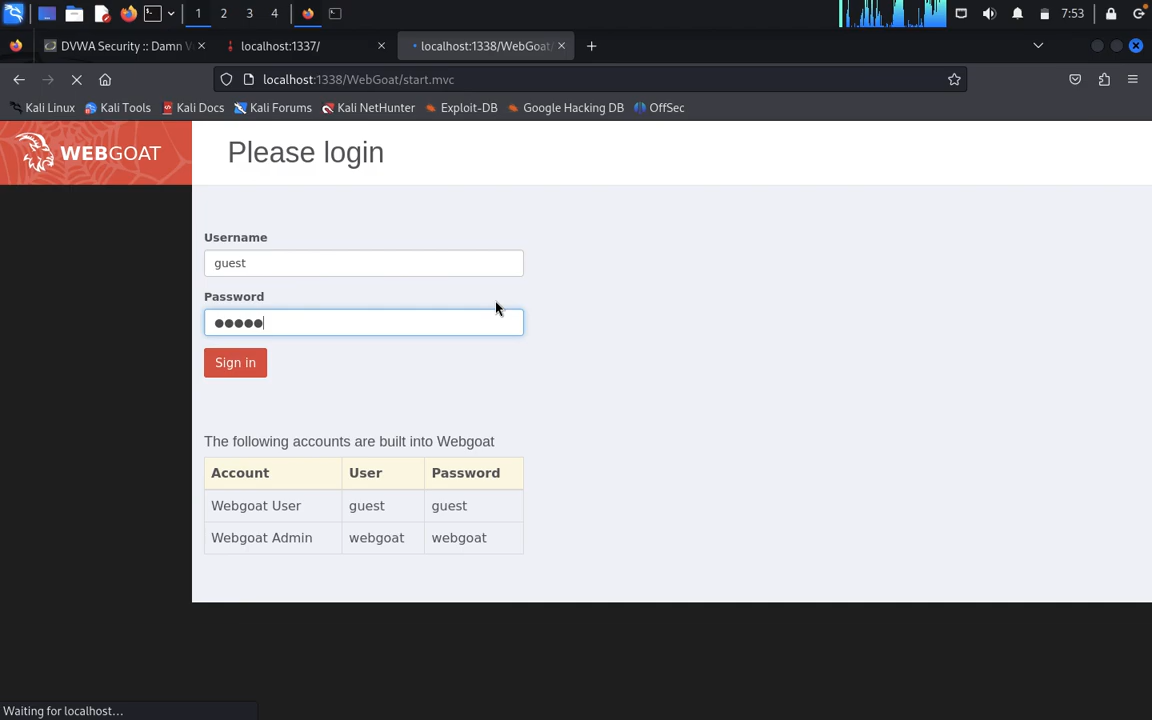 1 2 3 4 7:53
DVWA Security :: Damn V localhost:1337/ localhost:1338/WebGoat/
localhost:1338/WebGoat/start.mvc
Kali Linux Kali Tools Kali Docs Kali Forums Kali NetHunter Exploit-DB Google Hacking DB OffSec
WEBGOAT Please login
Username
guest
Password
●●●●●
Sign in
The following accounts are built into Webgoat
Account User Password
Webgoat User guest guest
Webgoat Admin webgoat webgoat
Waiting for localhost…